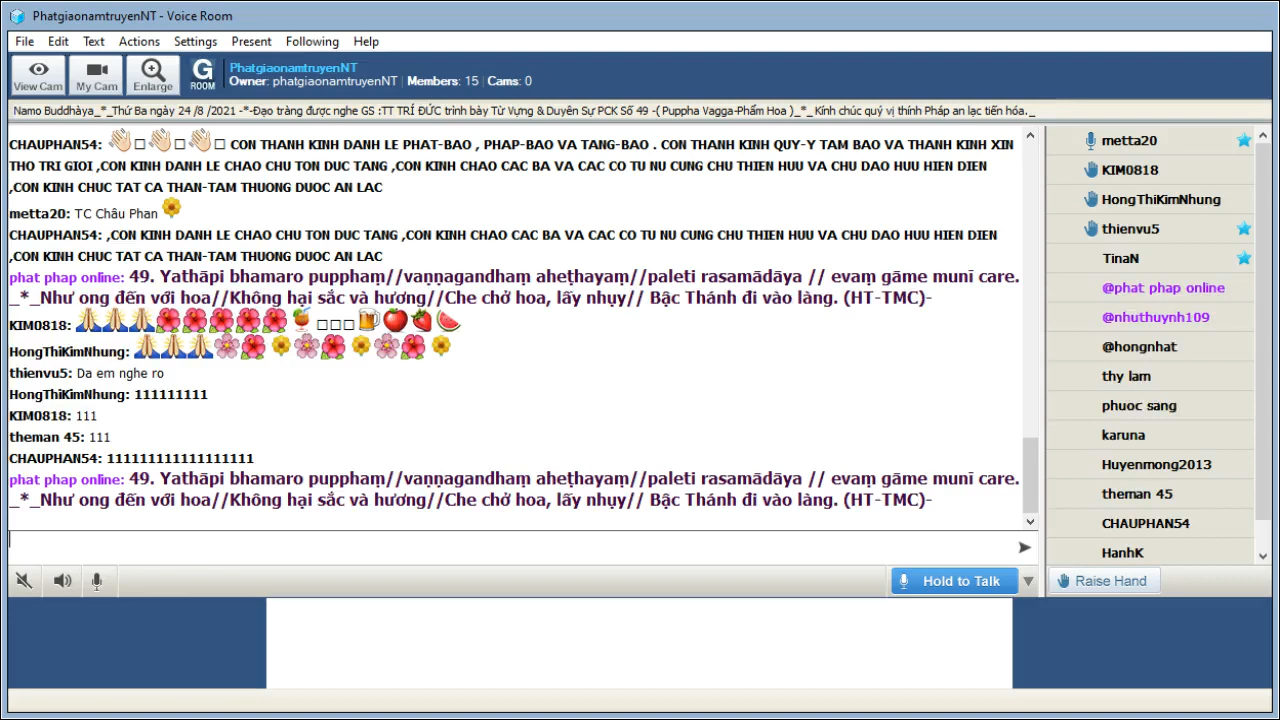 PhatgiaonamtruyenNT - Voice Room
File Edit Text Actions Settings Present Following Help
View Cam My Cam Enlarge G ROOM
PhatgiaonamtruyenNT
Owner: phatgiaonamtruyenNT | Members: 15 | Cams: 0
Namo Buddhàya_*_Thứ Ba ngày 24 /8 /2021 -*-Đạo tràng được nghe GS :TT TRÍ ĐỨC trình bày Từ Vựng & Duyên Sự PCK Số 49 -( Puppha Vagga-Phẩm Hoa )_*_Kính chúc quý vị thính Pháp an lạc tiến hóa._
CHAUPHAN54: CON THANH KINH DANH LE PHAT-BAO , PHAP-BAO VA TANG-BAO . CON THANH KINH QUY-Y TAM BAO VA THANH KINH XIN
THO TRI GIOI ,CON KINH DANH LE CHAO CHU TON DUC TANG ,CON KINH CHAO CAC BA VA CAC CO TU NU CUNG CHU THIEN HUU VA CHU DAO HUU HIEN DIEN
,CON KINH CHUC TAT CA THAN-TAM THUONG DUOC AN LAC
metta20: TC Châu Phan
CHAUPHAN54: ,CON KINH DANH LE CHAO CHU TON DUC TANG ,CON KINH CHAO CAC BA VA CAC CO TU NU CUNG CHU THIEN HUU VA CHU DAO HUU HIEN DIEN
,CON KINH CHUC TAT CA THAN-TAM THUONG DUOC AN LAC
phat phap online: 49. Yathāpi bhamaro pupphaṃ//vaṇṇagandhaṃ aheṭhayaṃ//paleti rasamādāya // evaṃ gāme munī care.
_*_Như ong đến với hoa//Không hại sắc và hương//Che chở hoa, lấy nhụy// Bậc Thánh đi vào làng. (HT-TMC)-
KIM0818:
HongThiKimNhung:
thienvu5: Da em nghe ro
HongThiKimNhung: 111111111
KIM0818: 111
theman 45: 111
CHAUPHAN54: 111111111111111111
phat phap online: 49. Yathāpi bhamaro pupphaṃ//vaṇṇagandhaṃ aheṭhayaṃ//paleti rasamādāya // evaṃ gāme munī care.
_*_Như ong đến với hoa//Không hại sắc và hương//Che chở hoa, lấy nhụy// Bậc Thánh đi vào làng. (HT-TMC)-
Hold to Talk
metta20
KIM0818
HongThiKimNhung
thienvu5
TinaN
@phat phap online
@nhuthuynh109
@hongnhat
thy lam
phuoc sang
karuna
Huyenmong2013
theman 45
CHAUPHAN54
HanhK
Raise Hand